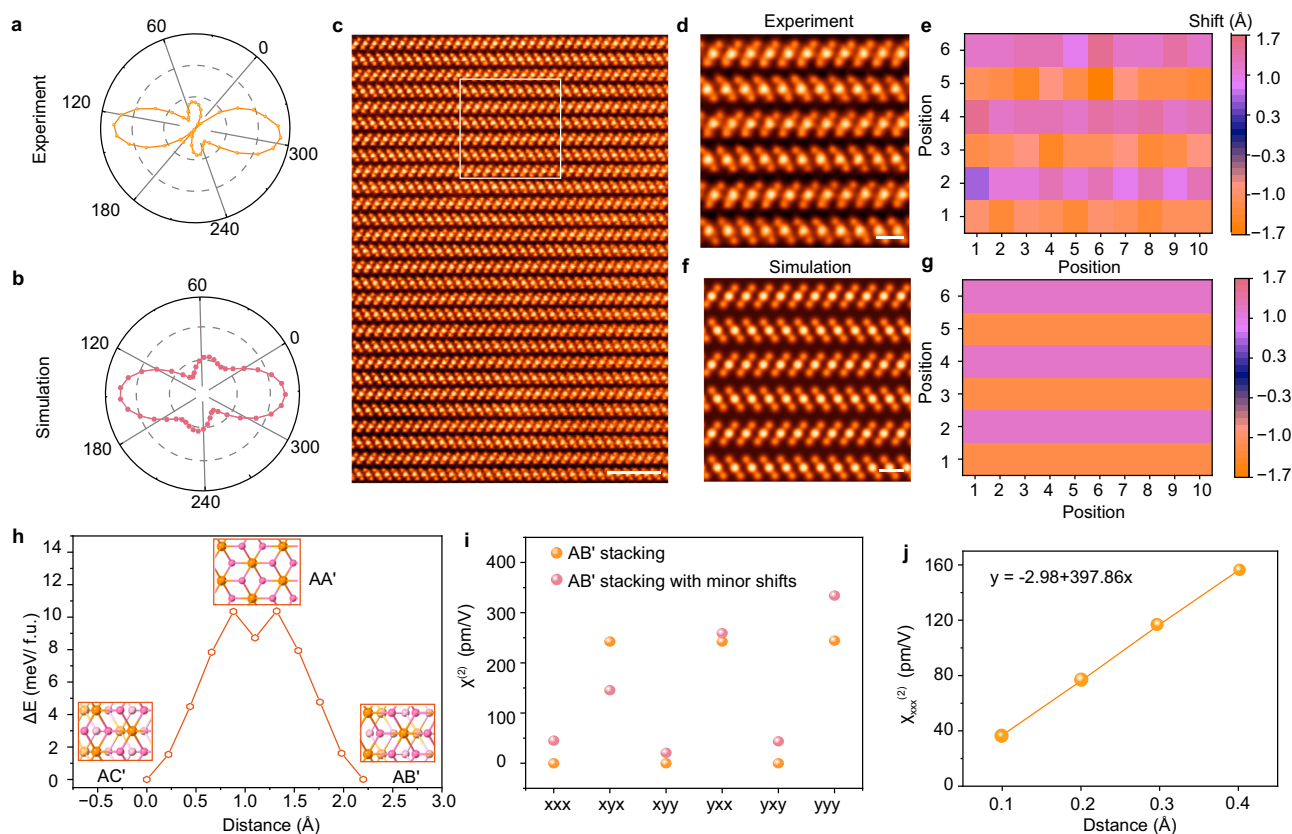 a
60
0
120
300
180
240
Experiment
b
60
0
120
300
180
240
Simulation
c
d
Experiment
f
Simulation
e
Shift (Å)
6
5
4
3
2
1
Position
1 2 3 4 5 6 7 8 9 10
Position
1.7
1.0
0.3
−0.3
−1.0
−1.7
g
6
5
4
3
2
1
Position
1 2 3 4 5 6 7 8 9 10
Position
1.7
1.0
0.3
−0.3
−1.0
−1.7
h
14
12
10
8
6
4
2
0
ΔE (meV/ f.u.)
AA'
AC'
AB'
-0.5 0.0 0.5 1.0 1.5 2.0 2.5 3.0
Distance (Å)
i
AB' stacking
AB' stacking with minor shifts
400
300
200
100
0
χ⁽²⁾ (pm/V)
xxx xyx xyy yxx yxy yyy
j
y = -2.98+397.86x
160
120
80
40
0
χxxx⁽²⁾ (pm/V)
0.1 0.2 0.3 0.4
Dstance (Å)